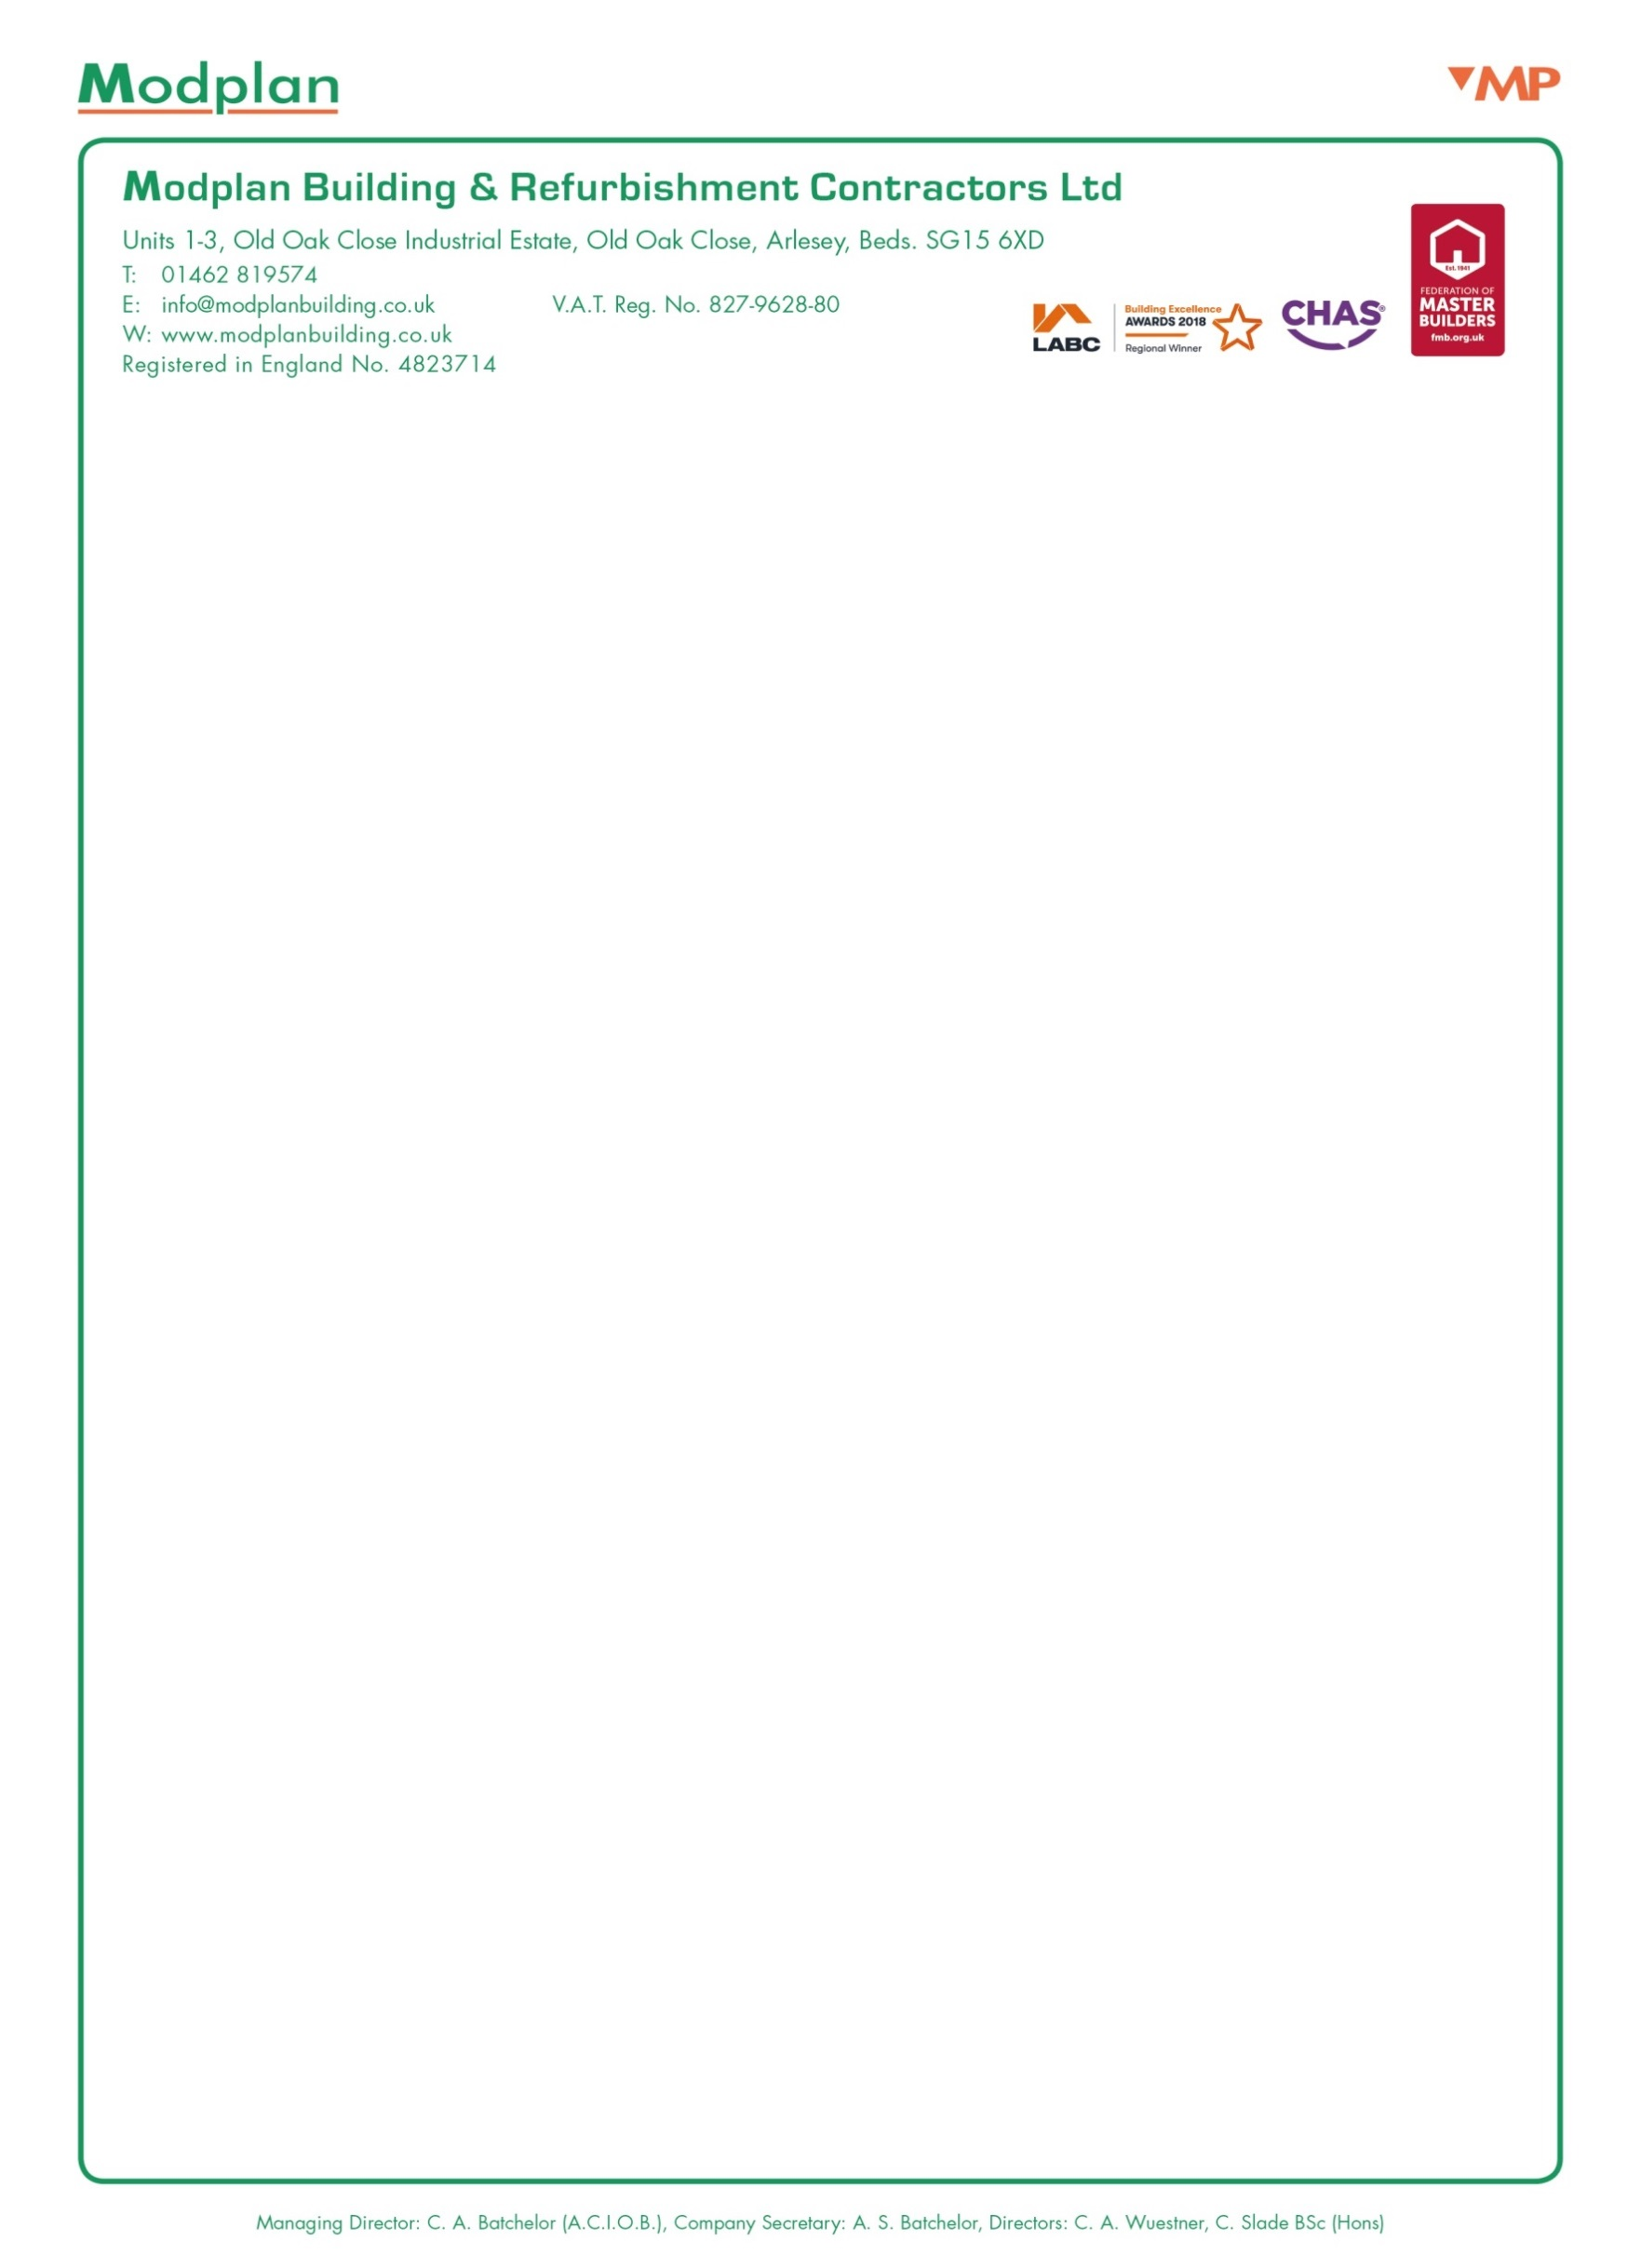 Modplan
MP
Modplan Building & Refurbishment Contractors Ltd
Units 1-3, Old Oak Close Industrial Estate, Old Oak Close, Arlesey, Beds. SG15 6XD
T: 01462 819574
E: info@modplanbuilding.co.uk V.A.T. Reg. No. 827-9628-80
W: www.modplanbuilding.co.uk
Registered in England No. 4823714
LABC
Building Excellence
AWARDS 2018
Regional Winner
CHAS®
Est. 1941
FEDERATION OF
MASTER
BUILDERS
fmb.org.uk
Managing Director: C. A. Batchelor (A.C.I.O.B.), Company Secretary: A. S. Batchelor, Directors: C. A. Wuestner, C. Slade BSc (Hons)